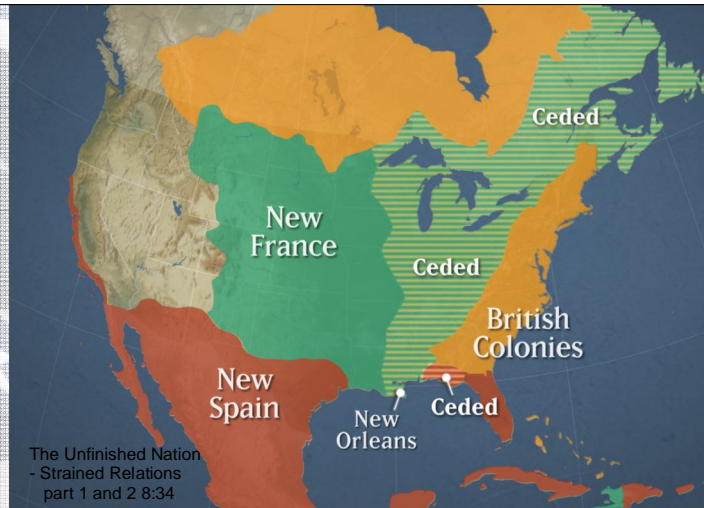 Ceded
New
France
Ceded
British
Colonies
New
Spain
Ceded
New
Orleans
The Unfinished Nation
- Strained Relations
part 1 and 2 8:34